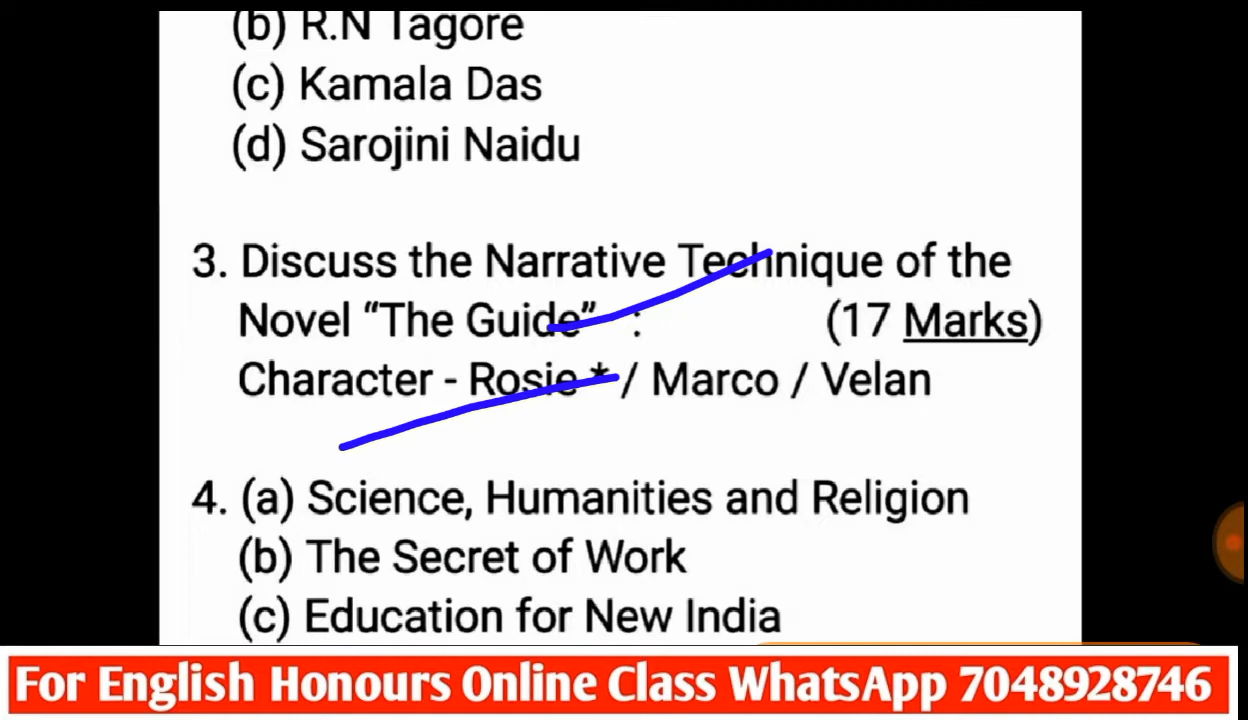 (b) R.N Tagore
(c) Kamala Das
(d) Sarojini Naidu
3. Discuss the Narrative Technique of the
Novel “The Guide” : (17 Marks)
Character - Rosie * / Marco / Velan
4. (a) Science, Humanities and Religion
(b) The Secret of Work
(c) Education for New India
For English Honours Online Class WhatsApp 7048928746